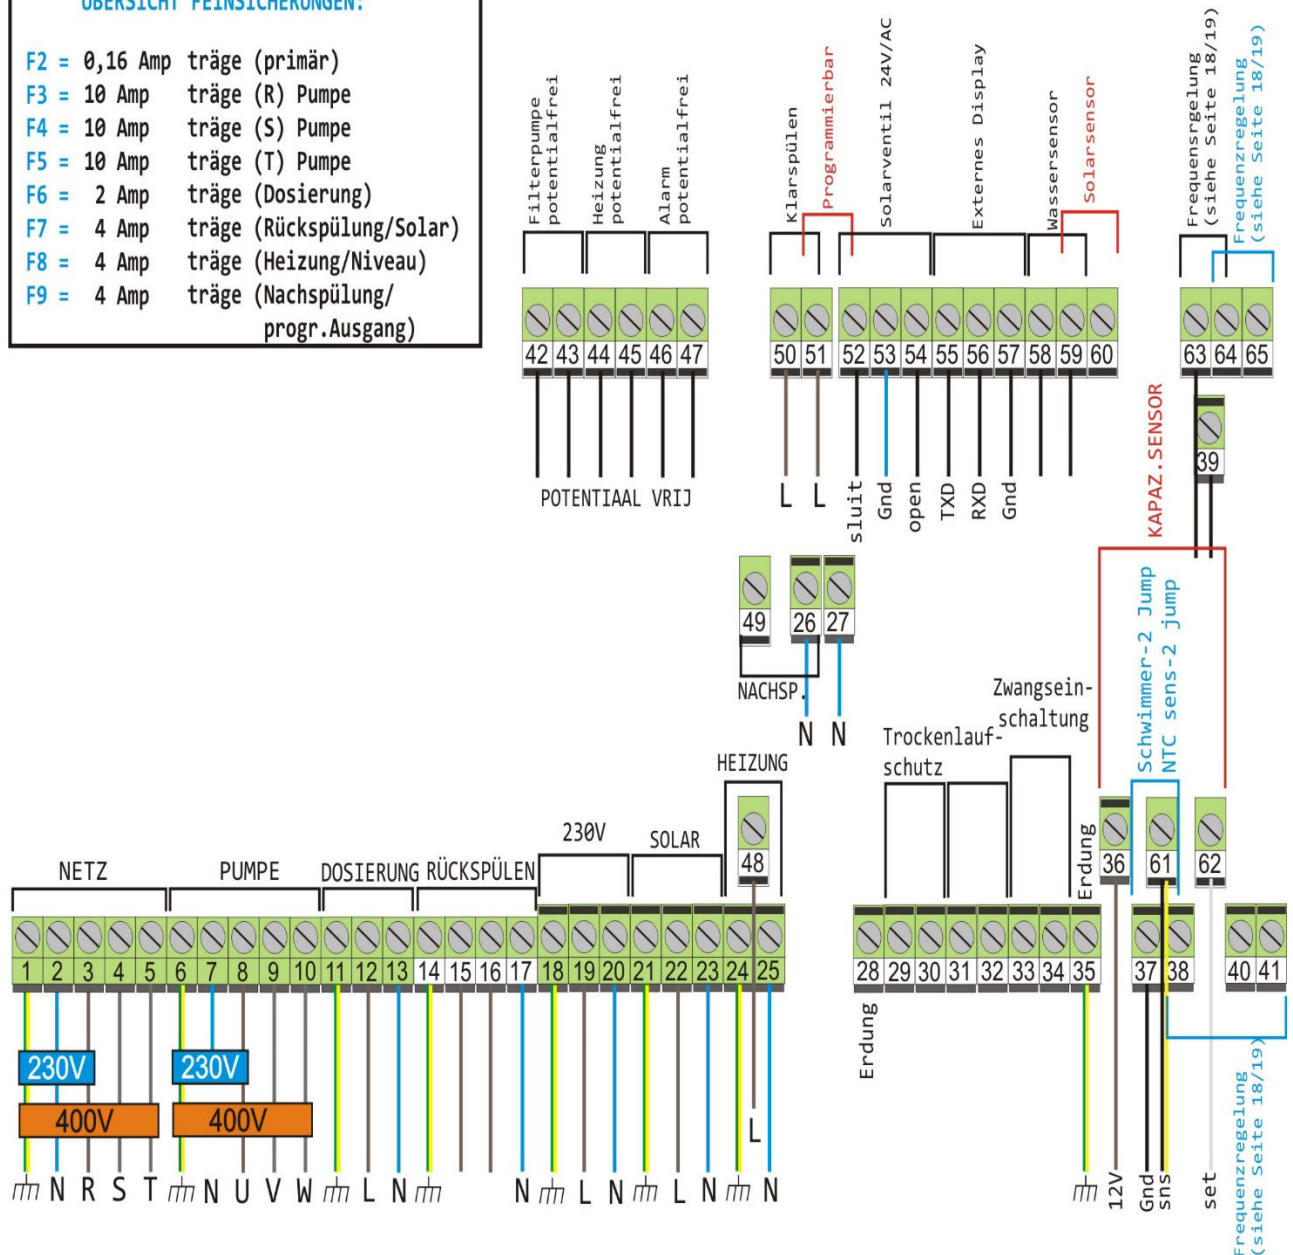 ÜBERSICHT FEINSICHERUNGEN:
F2 = 0,16 Amp träge (primär)
F3 = 10 Amp träge (R) Pumpe
F4 = 10 Amp träge (S) Pumpe
F5 = 10 Amp träge (T) Pumpe
F6 = 2 Amp träge (Dosierung)
F7 = 4 Amp träge (Rückspülung/Solar)
F8 = 4 Amp träge (Heizung/Niveau)
F9 = 4 Amp träge (Nachspülung/
progr.Ausgang)
Filterpumpe
potentialfrei
Heizung
potentialfrei
Alarm
potentialfrei
Klarspülen
Programmierbar
Solarventil 24V/AC
Externes Display
Wassersensor
Solarsensor
Frequensrgelung
(siehe Seite 18/19)
Frequenzregelung
(siehe Seite 18/19)
42 43 44 45 46 47
50 51 52 53 54 55 56 57 58 59 60
63 64 65
39
POTENTIAAL VRIJ
L L
sluit
Gnd
open
TXD
RXD
Gnd
KAPAZ.SENSOR
49 26 27
NACHSP.
N N
Schwimmer-2 Jump
NTC sens-2 jump
Zwangsein-
schaltung
Trockenlauf-
schutz
HEIZUNG
48
230V
SOLAR
Erdung
36 61 62
NETZ PUMPE DOSIERUNG RÜCKSPÜLEN
1 2 3 4 5 6 7 8 9 10 11 12 13 14 15 16 17 18 19 20 21 22 23 24 25
28 29 30 31 32 33 34 35 37 38 40 41
Erdung
230V 230V
400V 400V
L
N R S T N U V W L N N L N L N N
12V
Gnd
sns
set
Frequenzregelung
(siehe Seite 18/19)